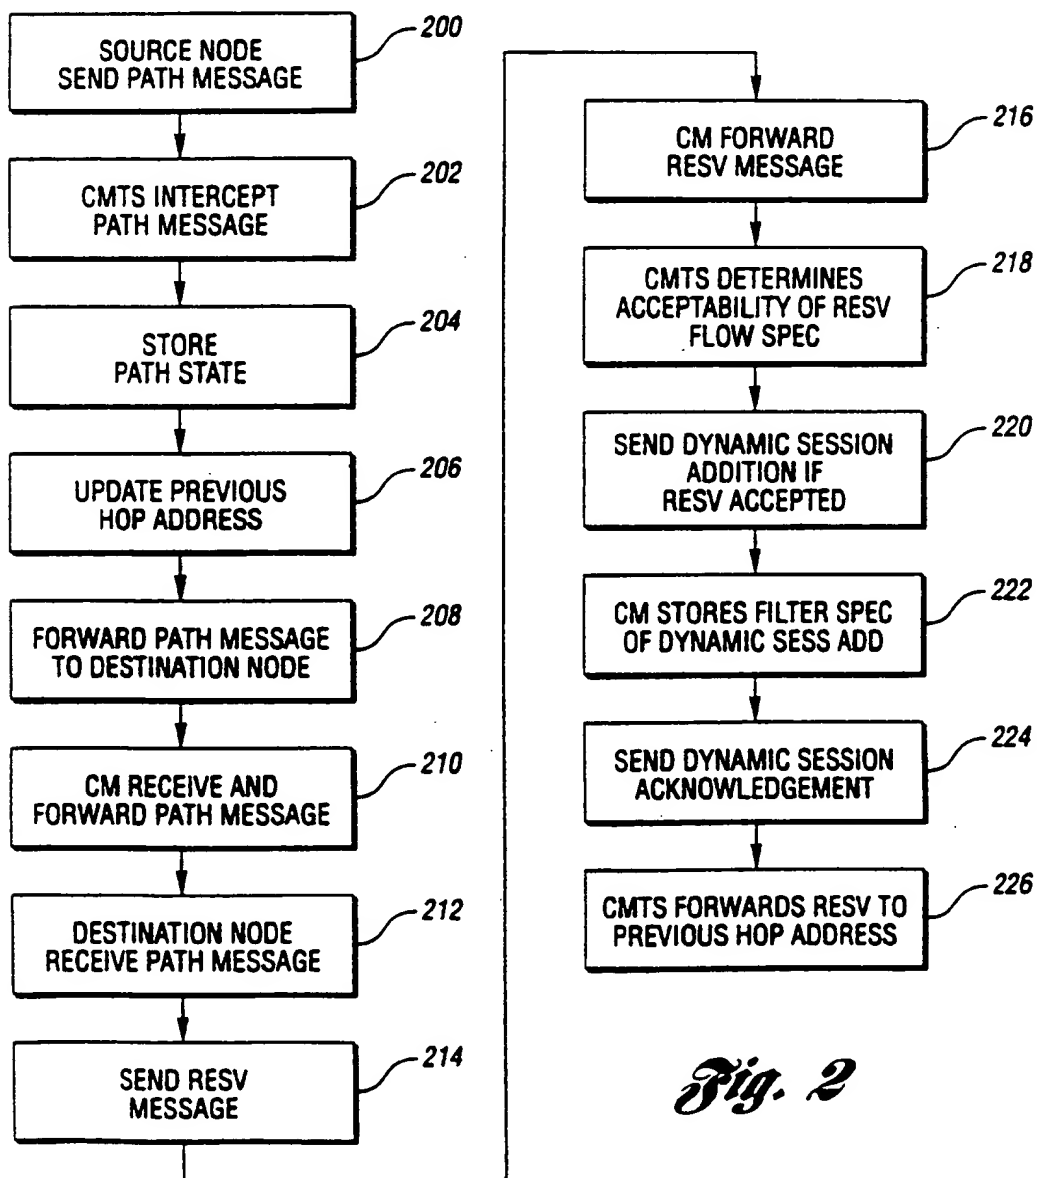 SOURCE NODE
SEND PATH MESSAGE
200
CMTS INTERCEPT
PATH MESSAGE
202
STORE
PATH STATE
204
UPDATE PREVIOUS
HOP ADDRESS
206
FORWARD PATH MESSAGE
TO DESTINATION NODE
208
CM RECEIVE AND
FORWARD PATH MESSAGE
210
DESTINATION NODE
RECEIVE PATH MESSAGE
212
SEND RESV
MESSAGE
214
CM FORWARD
RESV MESSAGE
216
CMTS DETERMINES
ACCEPTABILITY OF RESV
FLOW SPEC
218
SEND DYNAMIC SESSION
ADDITION IF
RESV ACCEPTED
220
CM STORES FILTER SPEC
OF DYNAMIC SESS ADD
222
SEND DYNAMIC SESSION
ACKNOWLEDGEMENT
224
CMTS FORWARDS RESV TO
PREVIOUS HOP ADDRESS
226
Fig. 2